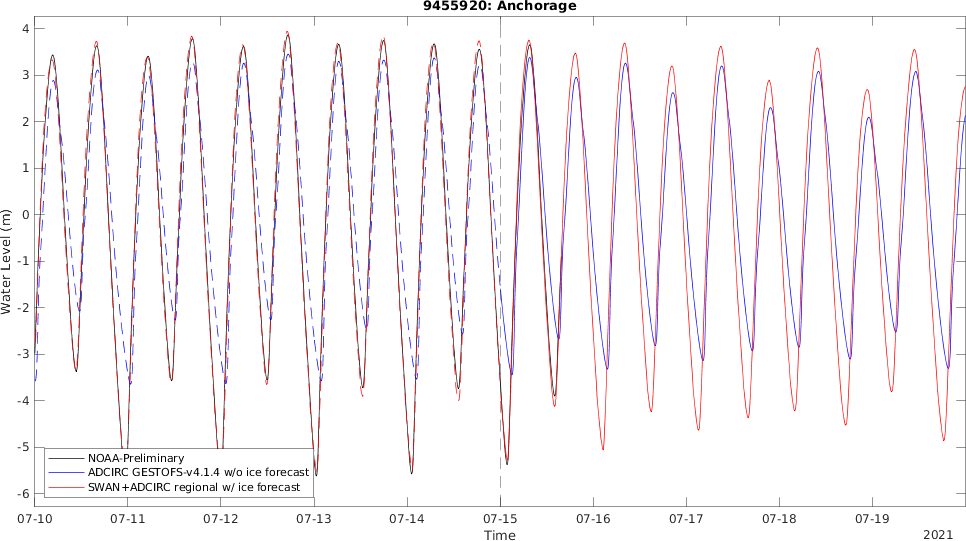 9455920: Anchorage
4
3
2
1
0
-1
-2
-3
-4
-5
-6
Water Level (m)
NOAA-Preliminary
ADCIRC GESTOFS-v4.1.4 w/o ice forecast
SWAN+ADCIRC regional w/ ice forecast
07-10 07-11 07-12 07-13 07-14 07-15 07-16 07-17 07-18 07-19
Time
2021